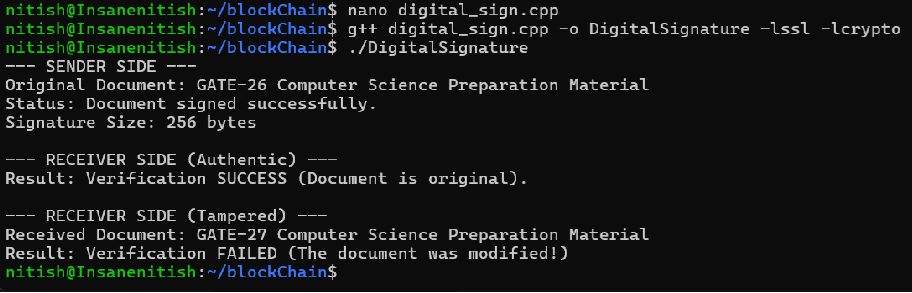 nitish@Insanenitish:~/blockChain$ nano digital_sign.cpp
nitish@Insanenitish:~/blockChain$ g++ digital_sign.cpp -o DigitalSignature -lssl -lcrypto
nitish@Insanenitish:~/blockChain$ ./DigitalSignature
--- SENDER SIDE ---
Original Document: GATE-26 Computer Science Preparation Material
Status: Document signed successfully.
Signature Size: 256 bytes

--- RECEIVER SIDE (Authentic) ---
Result: Verification SUCCESS (Document is original).

--- RECEIVER SIDE (Tampered) ---
Received Document: GATE-27 Computer Science Preparation Material
Result: Verification FAILED (The document was modified!)
nitish@Insanenitish:~/blockChain$